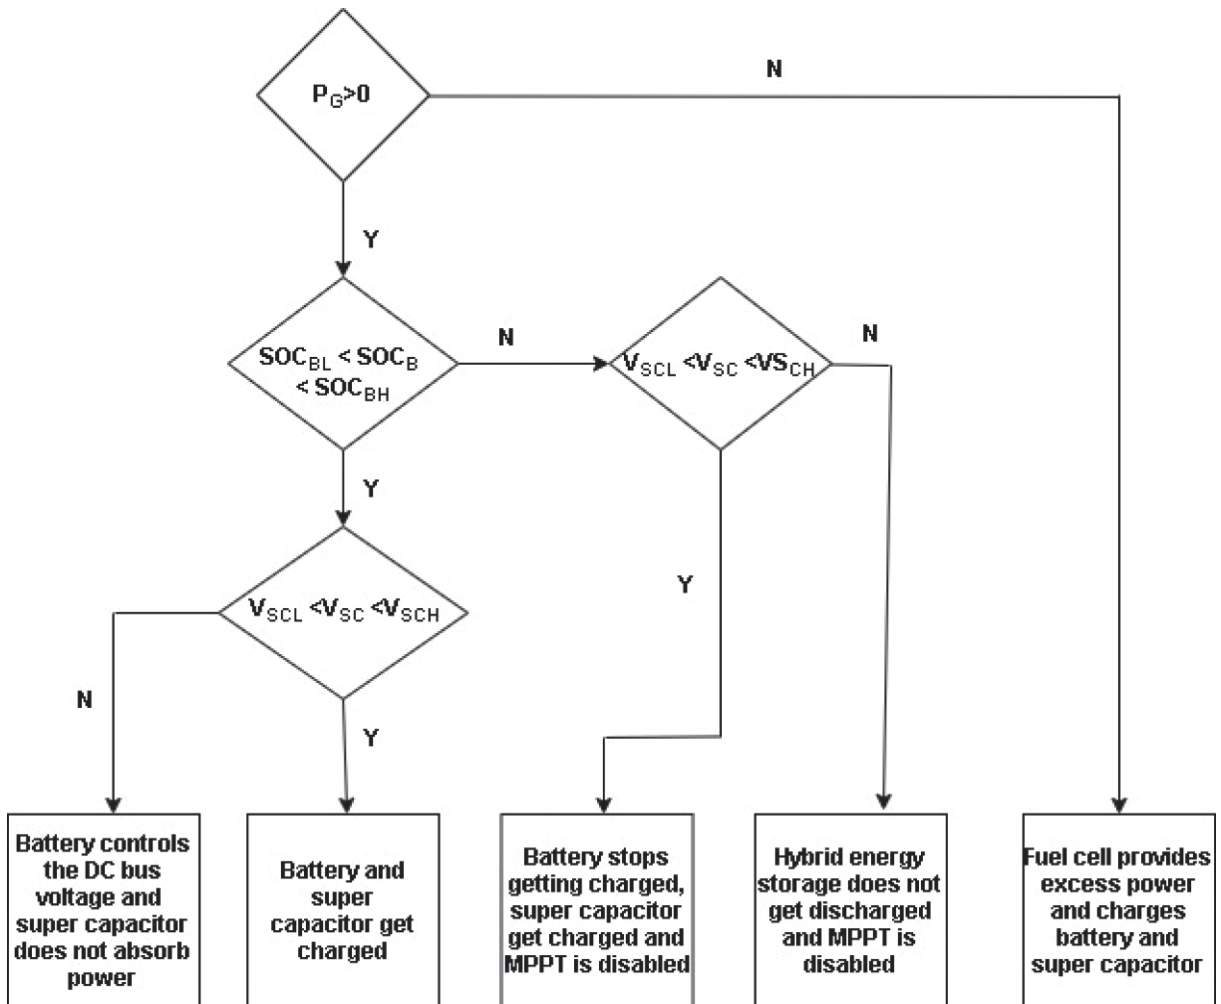 P_G>0
N
Y
SOC_BL < SOC_B
< SOC_BH
N
V_SCL <V_SC <VS_CH
N
Y
V_SCL <V_SC <V_SCH
Y
N
Y
Battery controls
the DC bus
voltage and
super capacitor
does not absorb
power
Battery and
super
capacitor get
charged
Battery stops
getting charged,
super capacitor
get charged and
MPPT is disabled
Hybrid energy
storage does not
get discharged
and MPPT is
disabled
Fuel cell provides
excess power
and charges
battery and
super capacitor